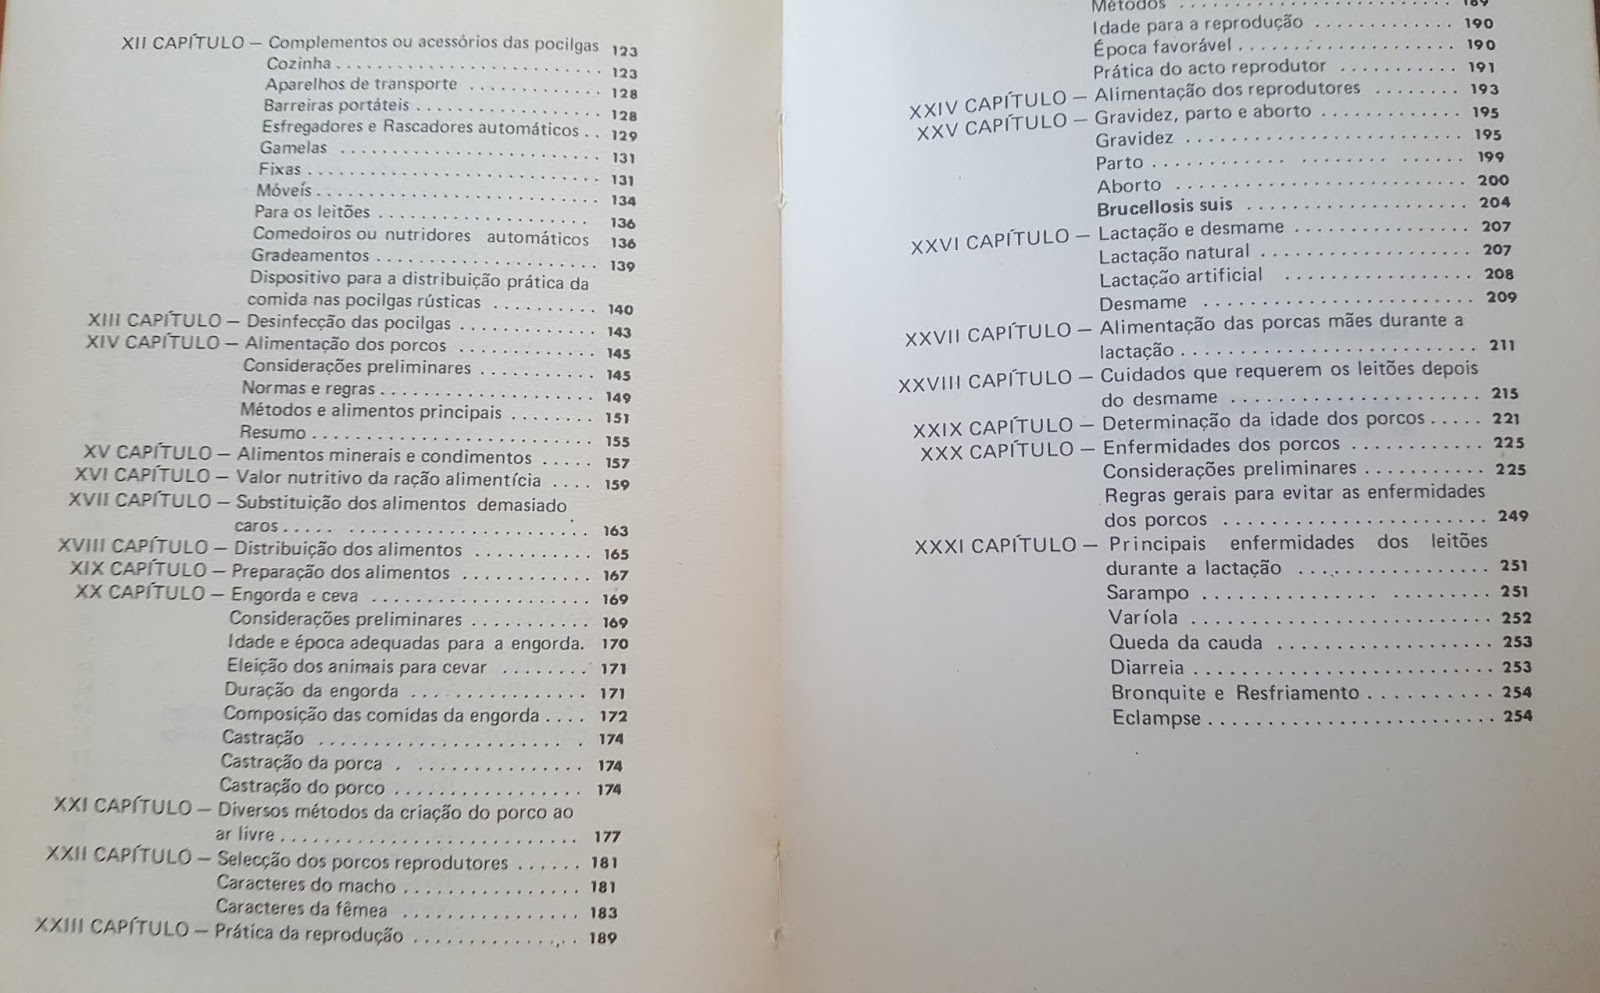 XII CAPÍTULO — Complementos ou acessórios das pocilgas 123
Cozinha . . . . . . . . . . . . . . . . . . . . . . . . . 123
Aparelhos de transporte . . . . . . . . . . . . . 128
Barreiras portáteis . . . . . . . . . . . . . . . . . . 128
Esfregadores e Rascadores automáticos . . 129
Gamelas . . . . . . . . . . . . . . . . . . . . . . . . 131
Fixas . . . . . . . . . . . . . . . . . . . . . . . . . . . 131
Móveis . . . . . . . . . . . . . . . . . . . . . . . . . . 134
Para os leitões . . . . . . . . . . . . . . . . . . . 136
Comedoiros ou nutridores automáticos 136
Gradeamentos . . . . . . . . . . . . . . . . . . . . 139
Dispositivo para a distribuição prática da
comida nas pocilgas rústicas . . . . . . . . . . 140
XIII CAPÍTULO — Desinfecção das pocilgas . . . . . . . . . . . . 143
XIV CAPÍTULO — Alimentação dos porcos . . . . . . . . . . . . 145
Considerações preliminares . . . . . . . . . . . 145
Normas e regras . . . . . . . . . . . . . . . . . . . . 149
Métodos e alimentos principais . . . . . . . . 151
Resumo . . . . . . . . . . . . . . . . . . . . . . . . . 155
XV CAPÍTULO — Alimentos minerais e condimentos . . . . . 157
XVI CAPÍTULO — Valor nutritivo da ração alimentícia . . . . 159
XVII CAPÍTULO — Substituição dos alimentos demasiado
caros . . . . . . . . . . . . . . . . . . . . . . . . . 163
XVIII CAPÍTULO — Distribuição dos alimentos . . . . . . . . . . . 165
XIX CAPÍTULO — Preparação dos alimentos . . . . . . . . . . . . 167
XX CAPÍTULO — Engorda e ceva . . . . . . . . . . . . . . . . . . . . 169
Considerações preliminares . . . . . . . . . . . 169
Idade e época adequadas para a engorda. 170
Eleição dos animais para cevar . . . . . . . . 171
Duração da engorda . . . . . . . . . . . . . . . . 171
Composição das comidas da engorda . . . . 172
Castração . . . . . . . . . . . . . . . . . . . . . . . 174
Castração da porca . . . . . . . . . . . . . . . . 174
Castração do porco . . . . . . . . . . . . . . . . . 174
XXI CAPÍTULO — Diversos métodos da criação do porco ao
ar livre . . . . . . . . . . . . . . . . . . . . . . . . . . . 177
XXII CAPÍTULO — Selecção dos porcos reprodutores . . . . . . 181
Caracteres do macho . . . . . . . . . . . . . . . . 181
Caracteres da fêmea . . . . . . . . . . . . . . . . 183
XXIII CAPÍTULO — Prática da reprodução . . . . . . . . . . . . . . . 189
Métodos . . . . . . . . . . . . . . . . . . . . . . . . 189
Idade para a reprodução . . . . . . . . . . . . 190
Época favorável . . . . . . . . . . . . . . . . . . . 190
Prática do acto reprodutor . . . . . . . . . . . 191
XXIV CAPÍTULO — Alimentação dos reprodutores . . . . . . . . 193
XXV CAPÍTULO — Gravidez, parto e aborto . . . . . . . . . . . . . 195
Gravidez . . . . . . . . . . . . . . . . . . . . . . . . 195
Parto . . . . . . . . . . . . . . . . . . . . . . . . . . 199
Aborto . . . . . . . . . . . . . . . . . . . . . . . . 200
Brucellosis suis . . . . . . . . . . . . . . . . . . . 204
XXVI CAPÍTULO — Lactação e desmame . . . . . . . . . . . . . . . 207
Lactação natural . . . . . . . . . . . . . . . . . . 207
Lactação artificial . . . . . . . . . . . . . . . . 208
Desmame . . . . . . . . . . . . . . . . . . . . . . . 209
XXVII CAPÍTULO — Alimentação das porcas mães durante a
lactação . . . . . . . . . . . . . . . . . . . . . . . . . 211
XXVIII CAPÍTULO — Cuidados que requerem os leitões depois
do desmame . . . . . . . . . . . . . . . . . . . . . 215
XXIX CAPÍTULO — Determinação da idade dos porcos . . . . . 221
XXX CAPÍTULO — Enfermidades dos porcos . . . . . . . . . . . . 225
Considerações preliminares . . . . . . . . . . . 225
Regras gerais para evitar as enfermidades
dos porcos . . . . . . . . . . . . . . . . . . . . . . 249
XXXI CAPÍTULO — Principais enfermidades dos leitões
durante a lactação . . . . . . . . . . . . . . . . 251
Sarampo . . . . . . . . . . . . . . . . . . . . . . . 251
Varíola . . . . . . . . . . . . . . . . . . . . . . . . . 252
Queda da cauda . . . . . . . . . . . . . . . . . . . 253
Diarreia . . . . . . . . . . . . . . . . . . . . . . . . . 253
Bronquite e Resfriamento . . . . . . . . . . . 254
Eclampse . . . . . . . . . . . . . . . . . . . . . . . . 254